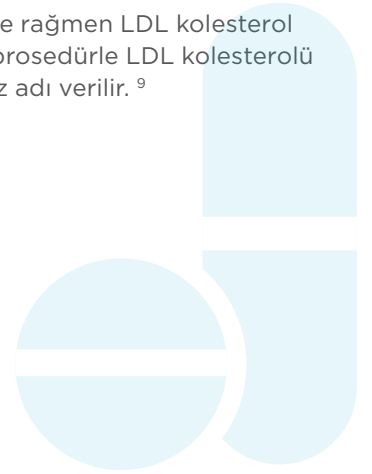 e rağmen LDL kolesterol
prosedürle LDL kolesterolü
z adı verilir. 9